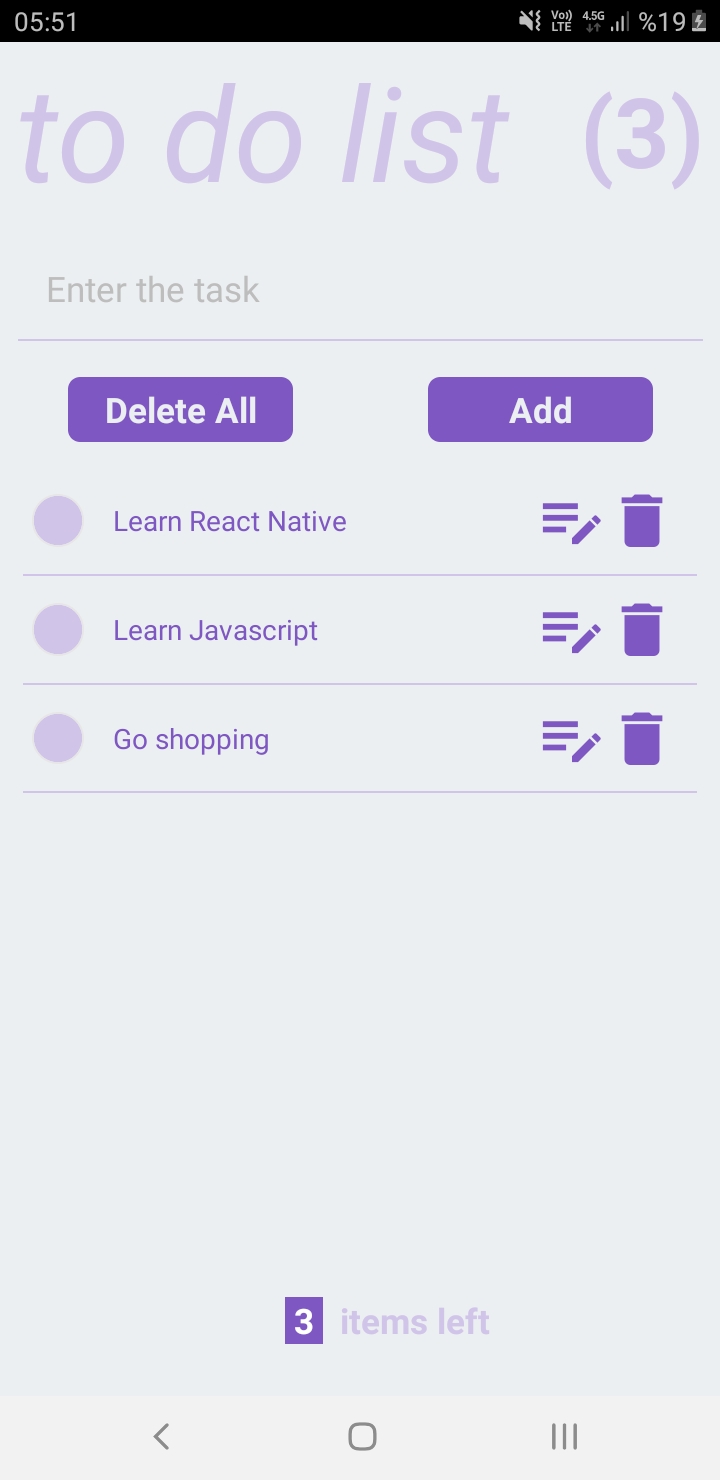 05:51 Vo)) LTE 4.5G %19
to do list (3)
Enter the task
Delete All Add
Learn React Native
Learn Javascript
Go shopping
3 items left